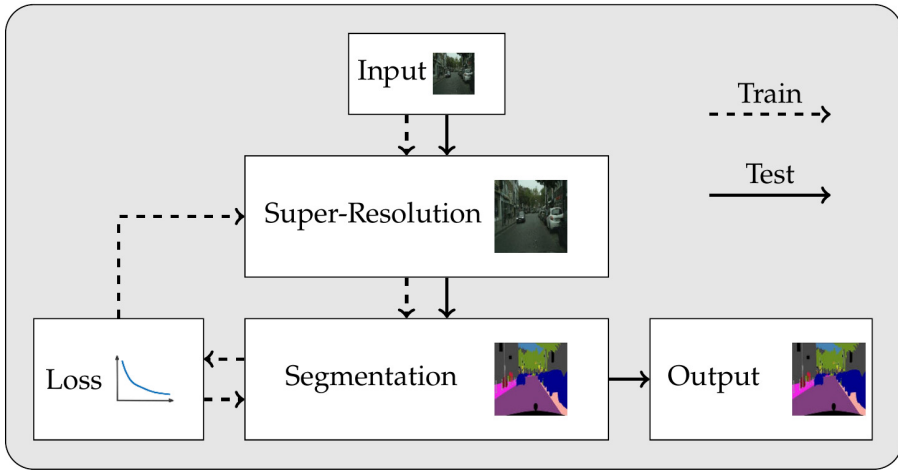 Input
Train
Test
Super-Resolution
Loss
Segmentation
Output